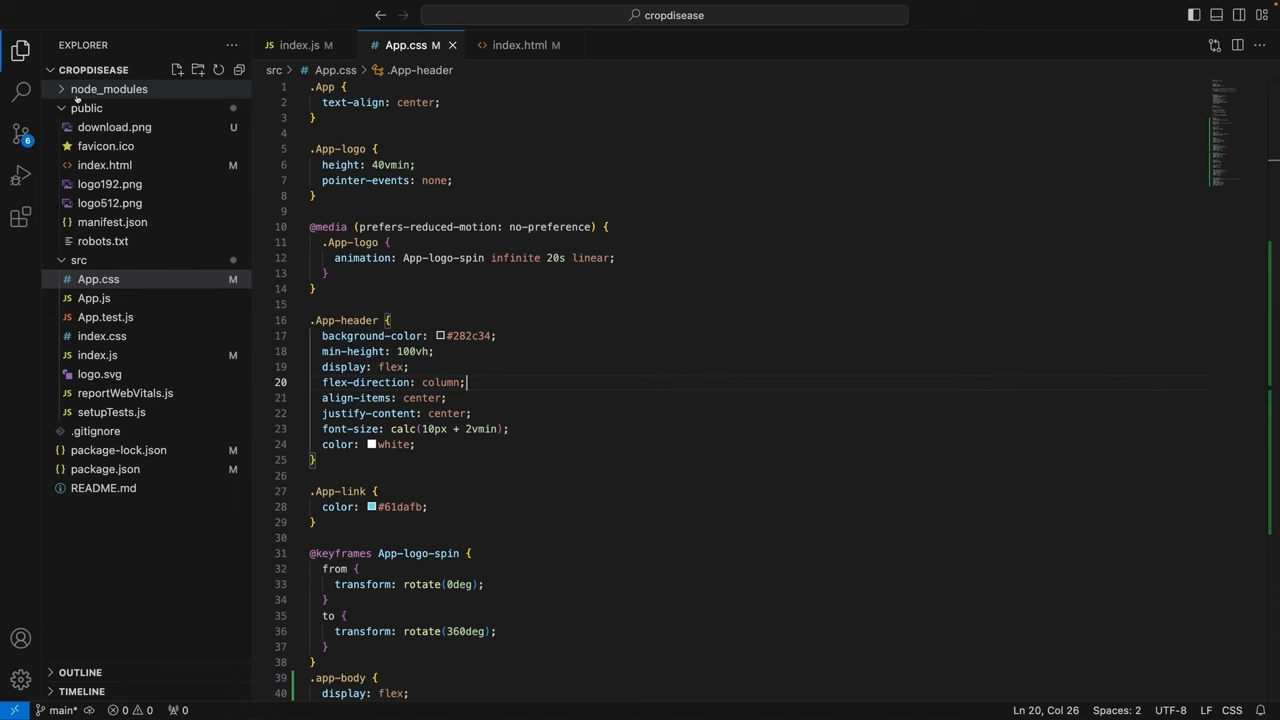 cropdisease
EXPLORER
CROPDISEASE
node_modules
public
download.png U
favicon.ico
index.html M
logo192.png
logo512.png
manifest.json
robots.txt
src
App.css M
App.js
App.test.js
index.css
index.js M
logo.svg
reportWebVitals.js
setupTests.js
.gitignore
package-lock.json M
package.json M
README.md
OUTLINE
TIMELINE
6
JS index.js M
# App.css M
<> index.html M
src > # App.css > .App-header
1 .App {
2 text-align: center;
3 }
4
5 .App-logo {
6 height: 40vmin;
7 pointer-events: none;
8 }
9
10 @media (prefers-reduced-motion: no-preference) {
11 .App-logo {
12 animation: App-logo-spin infinite 20s linear;
13 }
14 }
15
16 .App-header {
17 background-color: #282c34;
18 min-height: 100vh;
19 display: flex;
20 flex-direction: column;
21 align-items: center;
22 justify-content: center;
23 font-size: calc(10px + 2vmin);
24 color: white;
25 }
26
27 .App-link {
28 color: #61dafb;
29 }
30
31 @keyframes App-logo-spin {
32 from {
33 transform: rotate(0deg);
34 }
35 to {
36 transform: rotate(360deg);
37 }
38 }
39 .app-body {
40 display: flex;
main* 0 0 0 Ln 20, Col 26 Spaces: 2 UTF-8 LF CSS